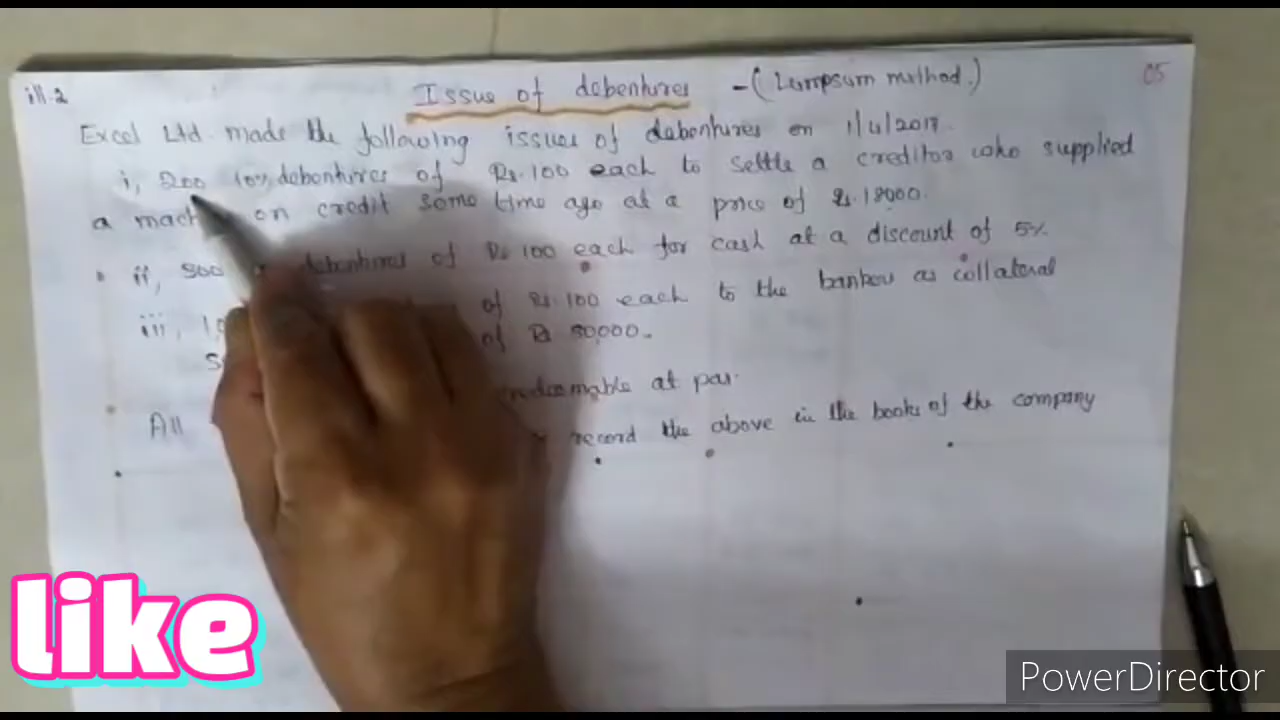 ill.2
Issue of debentures - (Lumpsum method.)
05
Excel Ltd. made the following issues of debentures on 1/4/2017.
i, 200 10% debentures of Rs.100 each to settle a creditor who supplied
a mach on credit some time ago at a price of Rs.18000.
ii, 500 debentures of Rs 100 each for cash at a discount of 5%
iii, of Rs.100 each to the bankers as collateral
of Rs 50,000.
All redeemable at par.
record the above in the books of the company
like
PowerDirector